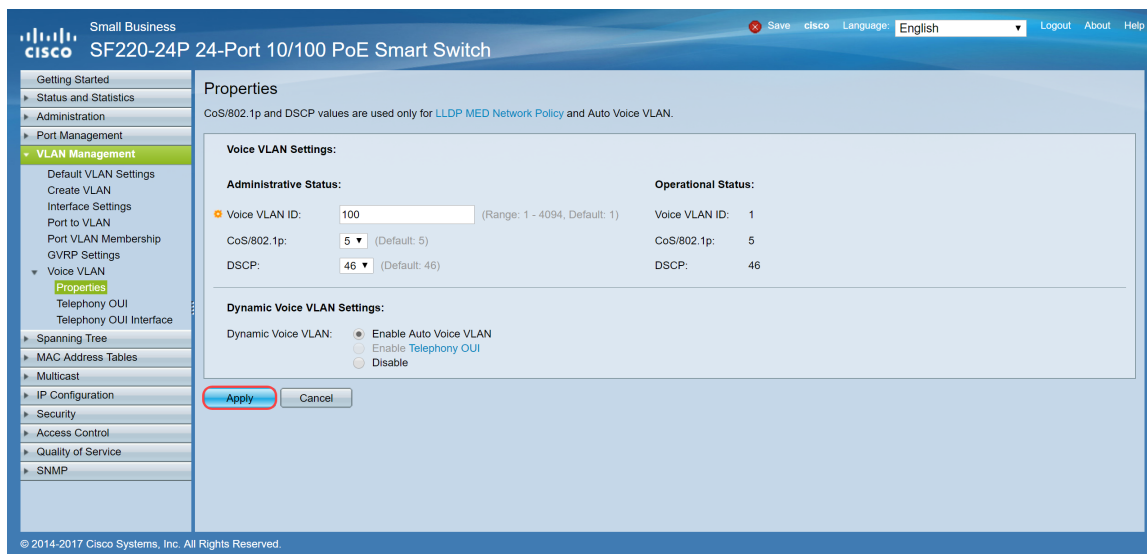 Small Business
cisco SF220-24P 24-Port 10/100 PoE Smart Switch
Save cisco Language: English Logout About Help
Getting Started
Status and Statistics
Administration
Port Management
VLAN Management
Default VLAN Settings
Create VLAN
Interface Settings
Port to VLAN
Port VLAN Membership
GVRP Settings
Voice VLAN
Properties
Telephony OUI
Telephony OUI Interface
Spanning Tree
MAC Address Tables
Multicast
IP Configuration
Security
Access Control
Quality of Service
SNMP
Properties
CoS/802.1p and DSCP values are used only for LLDP MED Network Policy and Auto Voice VLAN.
Voice VLAN Settings:
Administrative Status: Operational Status:
Voice VLAN ID: 100 (Range: 1 - 4094, Default: 1) Voice VLAN ID: 1
CoS/802.1p: 5 (Default: 5) CoS/802.1p: 5
DSCP: 46 (Default: 46) DSCP: 46
Dynamic Voice VLAN Settings:
Dynamic Voice VLAN: Enable Auto Voice VLAN
Enable Telephony OUI
Disable
Apply Cancel
© 2014-2017 Cisco Systems, Inc. All Rights Reserved.